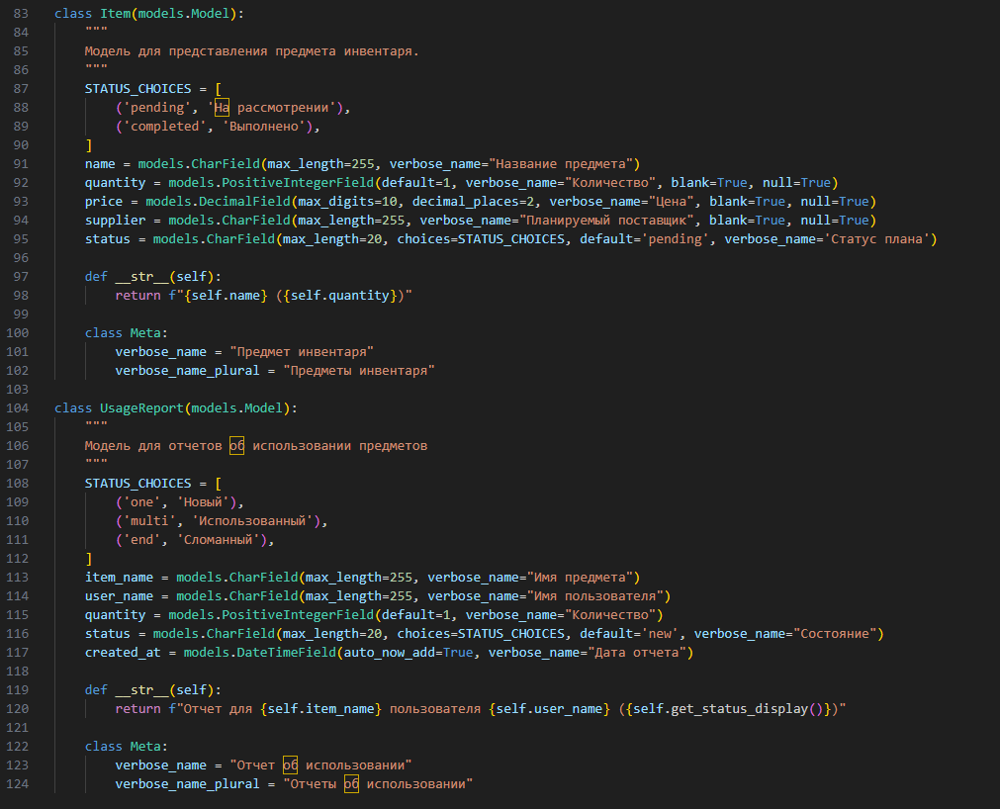 83 class Item(models.Model):
84     """
85     Модель для представления предмета инвентаря.
86     """
87     STATUS_CHOICES = [
88         ('pending', 'На рассмотрении'),
89         ('completed', 'Выполнено'),
90     ]
91     name = models.CharField(max_length=255, verbose_name="Название предмета")
92     quantity = models.PositiveIntegerField(default=1, verbose_name="Количество", blank=True, null=True)
93     price = models.DecimalField(max_digits=10, decimal_places=2, verbose_name="Цена", blank=True, null=True)
94     supplier = models.CharField(max_length=255, verbose_name="Планируемый поставщик", blank=True, null=True)
95     status = models.CharField(max_length=20, choices=STATUS_CHOICES, default='pending', verbose_name='Статус плана')
96
97     def __str__(self):
98         return f"{self.name} ({self.quantity})"
99
100     class Meta:
101         verbose_name = "Предмет инвентаря"
102         verbose_name_plural = "Предметы инвентаря"
103
104 class UsageReport(models.Model):
105     """
106     Модель для отчетов об использовании предметов
107     """
108     STATUS_CHOICES = [
109         ('one', 'Новый'),
110         ('multi', 'Использованный'),
111         ('end', 'Сломанный'),
112     ]
113     item_name = models.CharField(max_length=255, verbose_name="Имя предмета")
114     user_name = models.CharField(max_length=255, verbose_name="Имя пользователя")
115     quantity = models.PositiveIntegerField(default=1, verbose_name="Количество")
116     status = models.CharField(max_length=20, choices=STATUS_CHOICES, default='new', verbose_name="Состояние")
117     created_at = models.DateTimeField(auto_now_add=True, verbose_name="Дата отчета")
118
119     def __str__(self):
120         return f"Отчет для {self.item_name} пользователя {self.user_name} ({self.get_status_display()})"
121
122     class Meta:
123         verbose_name = "Отчет об использовании"
124         verbose_name_plural = "Отчеты об использовании"